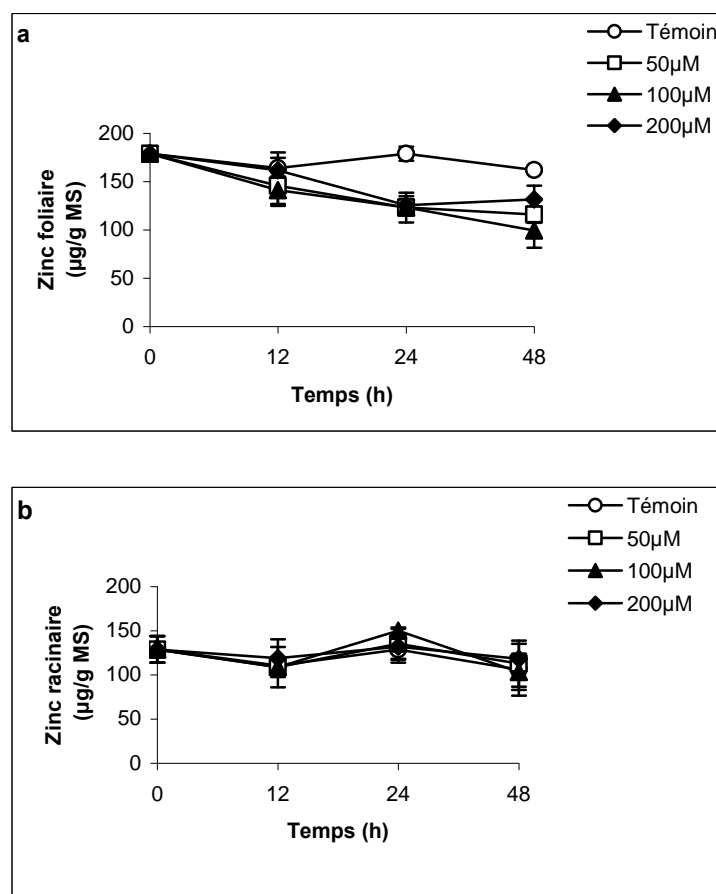 a
Témoin
50µM
100µM
200µM
Zinc foliaire
(µg/g MS)
200
150
100
50
0
0 12 24 48
Temps (h)
b
Témoin
50µM
100µM
200µM
Zinc racinaire
(µg/g MS)
200
150
100
50
0
0 12 24 48
Temps (h)